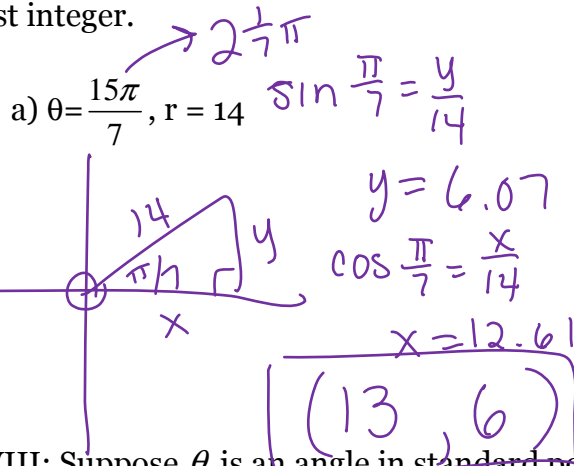 st integer.
2 1/7 π
a) θ= 15π/7 , r = 14
sin π/7 = y/14
y = 6.07
14
y
π/7
x
cos π/7 = x/14
x = 12.61
(13 , 6)
VIII: Suppose θ is an angle in standard po